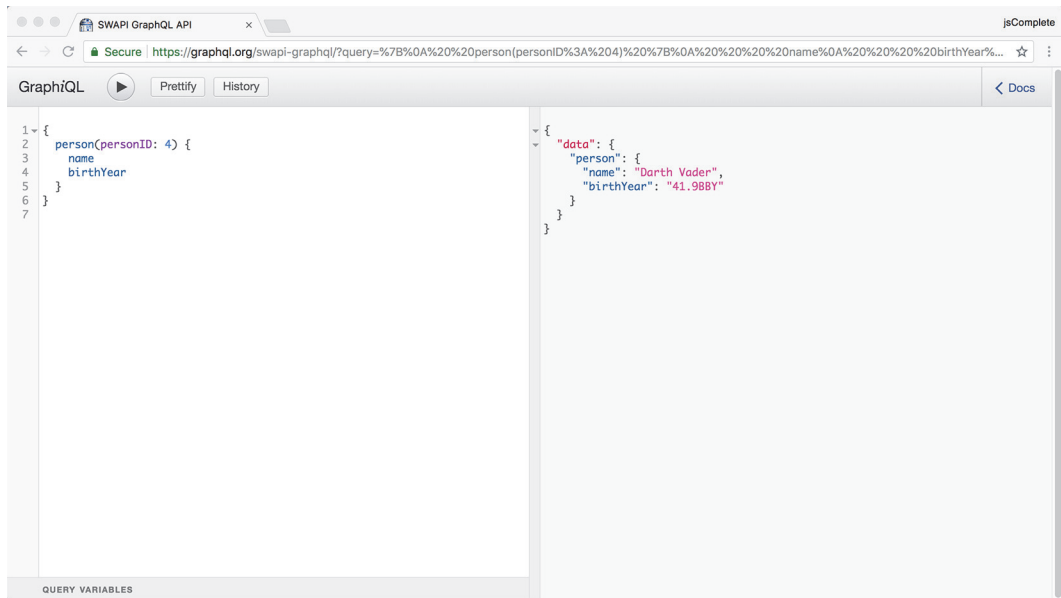 SWAPI GraphQL API
jsComplete
Secure https://graphql.org/swapi-graphql/?query=%7B%0A%20%20person(personID%3A%204)%20%7B%0A%20%20%20%20name%0A%20%20%20%20birthYear%...
GraphiQL Prettify History Docs
1 {
2 person(personID: 4) {
3 name
4 birthYear
5 }
6 }
7
{
"data": {
"person": {
"name": "Darth Vader",
"birthYear": "41.9BBY"
}
}
}
QUERY VARIABLES